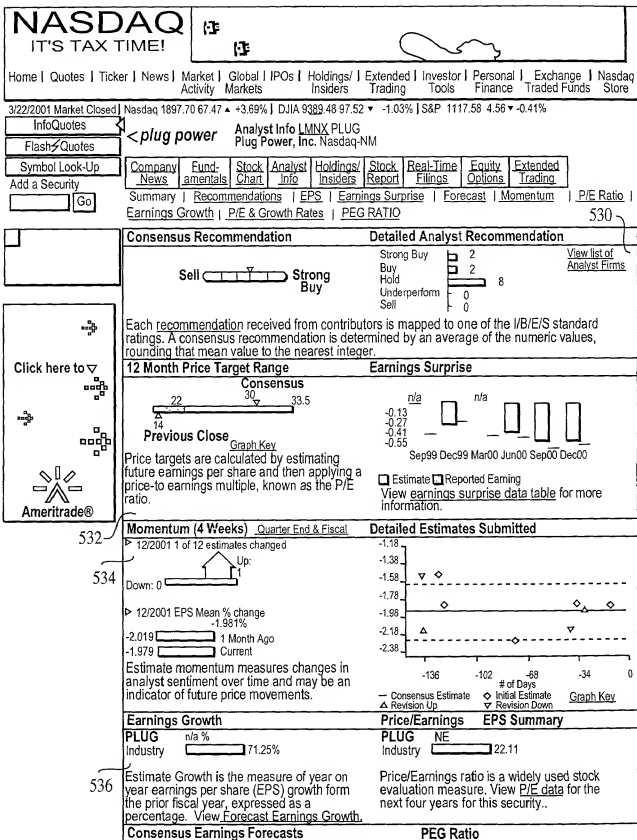 NASDAQ
IT'S TAX TIME!
Home | Quotes | Ticker | News | Market Activity | Global Markets | IPOs | Holdings/ Insiders | Extended Trading | Investor Tools | Personal Finance | Exchange Traded Funds | Nasdaq Store
3/22/2001 Market Closed | Nasdaq 1897.70 67.47 ▲ +3.69% | DJIA 9389.48 97.52 ▼ -1.03% | S&P 1117.58 4.56 ▼ -0.41%
InfoQuotes
Flash Quotes
Symbol Look-Up
Add a Security
Go
<plug power
Analyst Info LMNX PLUG
Plug Power, Inc. Nasdaq-NM
Company News | Fund- amentals | Stock Chart | Analyst Info | Holdings/ Insiders | Stock Report | Real-Time Filings | Equity Options | Extended Trading
Summary | Recommendations | EPS | Earnings Surprise | Forecast | Momentum | P/E Ratio |
Earnings Growth | P/E & Growth Rates | PEG RATIO
530
Consensus Recommendation
Sell
Strong Buy
Detailed Analyst Recommendation
Strong Buy 2
Buy 2
Hold 8
Underperform 0
Sell 0
View list of
Analyst Firms
Each recommendation received from contributors is mapped to one of the I/B/E/S standard
ratings. A consensus recommendation is determined by an average of the numeric values,
rounding that mean value to the nearest integer.
Click here to ▽
Ameritrade®
12 Month Price Target Range
Consensus
22 30 33.5
14
Previous Close
Graph Key
Price targets are calculated by estimating
future earnings per share and then applying a
price-to earnings multiple, known as the P/E
ratio.
Earnings Surprise
n/a n/a
-0.13
-0.27
-0.41
-0.55
Sep99 Dec99 Mar00 Jun00 Sep00 Dec00
Estimate Reported Earning
View earnings surprise data table for more
information.
532
Momentum (4 Weeks) Quarter End & Fiscal
534
12/2001 1 of 12 estimates changed
Up:
1
Down: 0
12/2001 EPS Mean % change
-1.981%
-2.019 1 Month Ago
-1.979 Current
Estimate momentum measures changes in
analyst sentiment over time and may be an
indicator of future price movements.
Detailed Estimates Submitted
-1.18
-1.38
-1.58
-1.78
-1.98
-2.18
-2.38
-136 -102 -68 -34 0
# of Days
— Consensus Estimate ◇ Initial Estimate
△ Revision Up ▽ Revision Down
Graph Key
Earnings Growth
PLUG n/a %
Industry 71.25%
536
Estimate Growth is the measure of year on
year earnings per share (EPS) growth form
the prior fiscal year, expressed as a
percentage. View Forecast Earnings Growth.
Price/Earnings EPS Summary
PLUG NE
Industry 22.11
Price/Earnings ratio is a widely used stock
evaluation measure. View P/E data for the
next four years for this security..
Consensus Earnings Forecasts
PEG Ratio